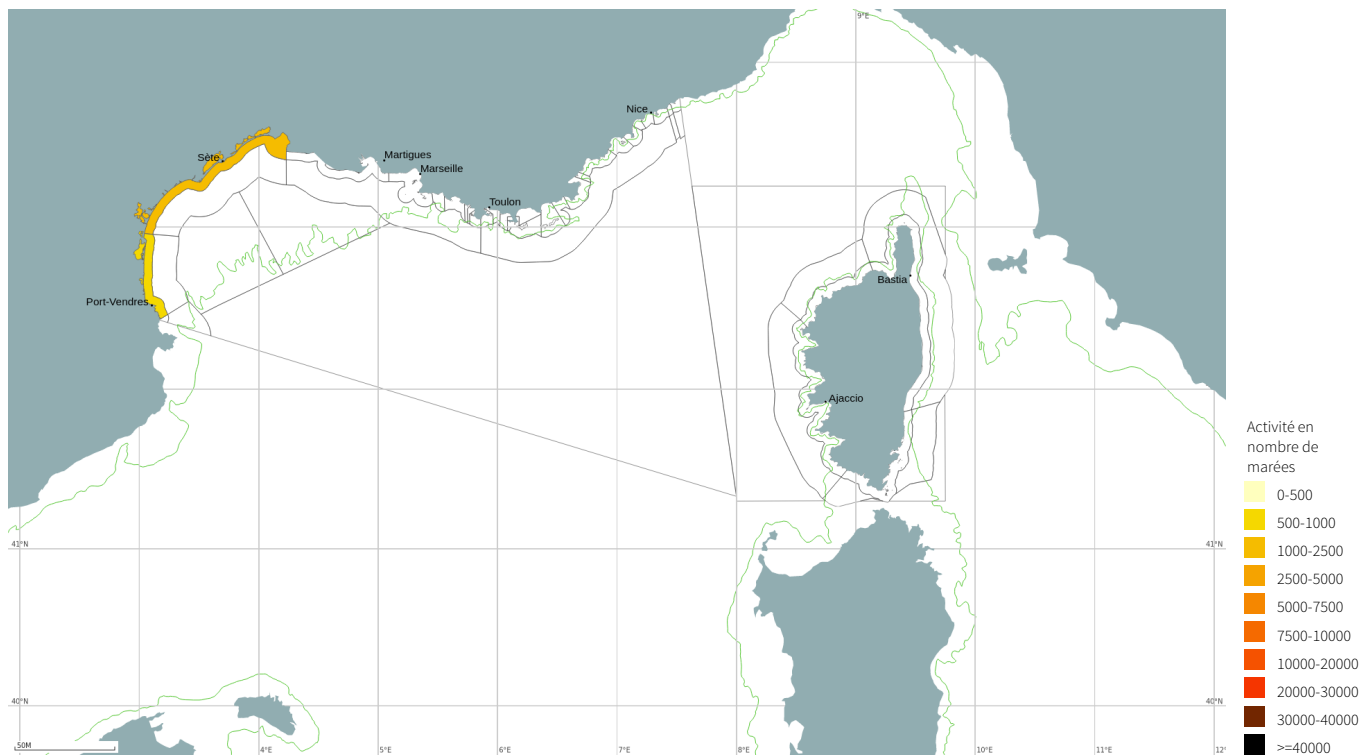 9°E
Nice
Sète
Martigues
Marseille
Toulon
Bastia
Port-Vendres
Ajaccio
41°N
41°N
40°N
40°N
50M
4°E
5°E
6°E
7°E
8°E
10°E
11°E
12°
Activité en
nombre de
marées
0-500
500-1000
1000-2500
2500-5000
5000-7500
7500-10000
10000-20000
20000-30000
30000-40000
>=40000